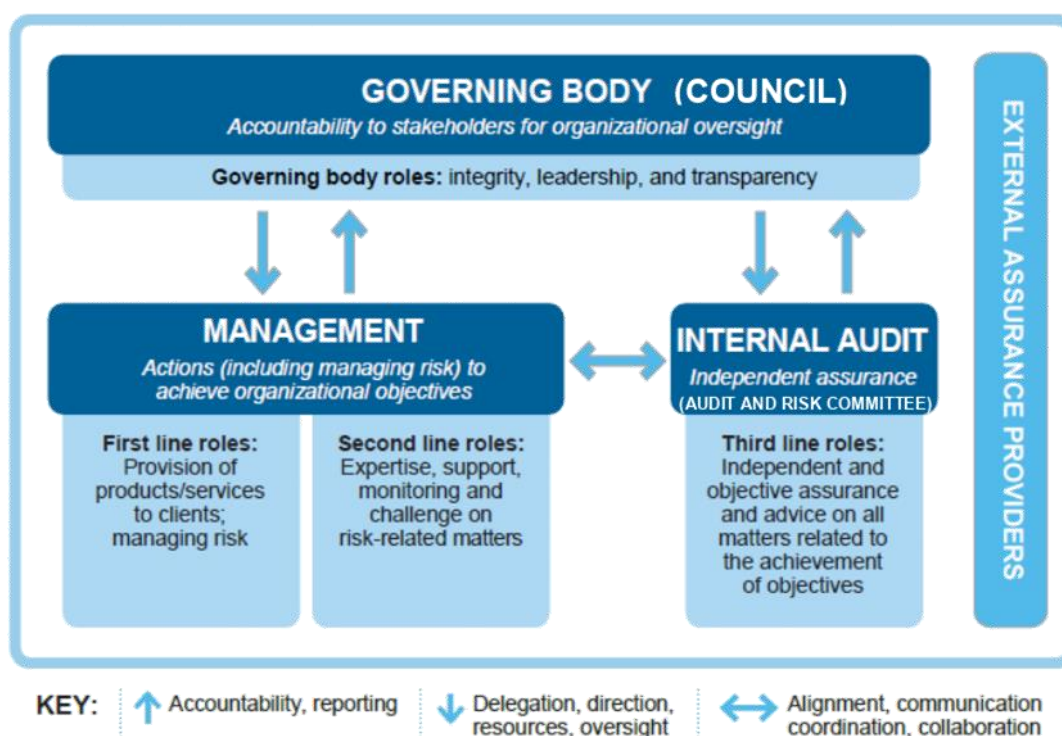 GOVERNING BODY (COUNCIL)
Accountability to stakeholders for organizational oversight
Governing body roles: integrity, leadership, and transparency
MANAGEMENT
Actions (including managing risk) to
achieve organizational objectives
First line roles:
Provision of
products/services
to clients;
managing risk
Second line roles:
Expertise, support,
monitoring and
challenge on
risk-related matters
INTERNAL AUDIT
Independent assurance
(AUDIT AND RISK COMMITTEE)
Third line roles:
Independent and
objective assurance
and advice on all
matters related to
the achievement
of objectives
EXTERNAL ASSURANCE PROVIDERS
KEY:
Accountability, reporting
Delegation, direction,
resources, oversight
Alignment, communication
coordination, collaboration